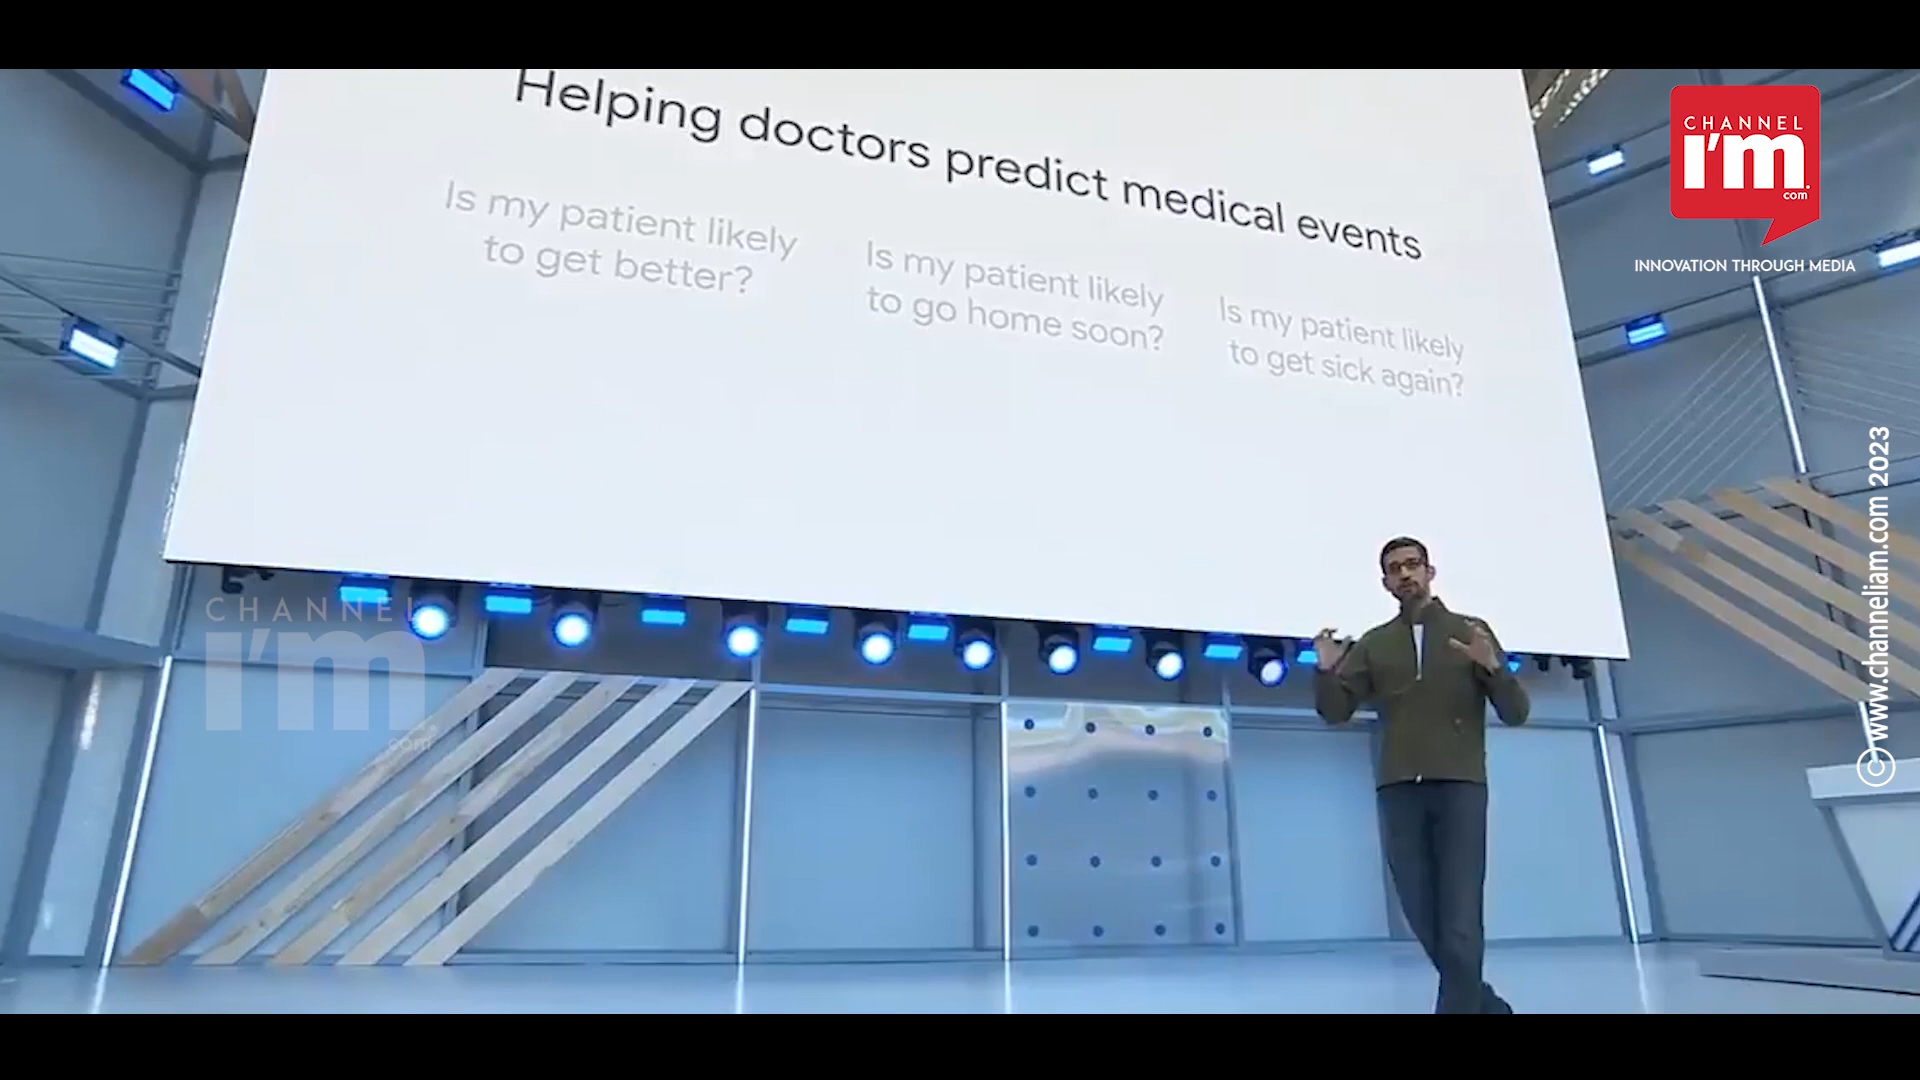 Helping doctors predict medical events
Is my patient likely
to get better?
Is my patient likely
to go home soon?
Is my patient likely
to get sick again?
CHANNEL
i'm
.com
INNOVATION THROUGH MEDIA
© www.channeliam.com 2023
CHANNEL
i'm
.com